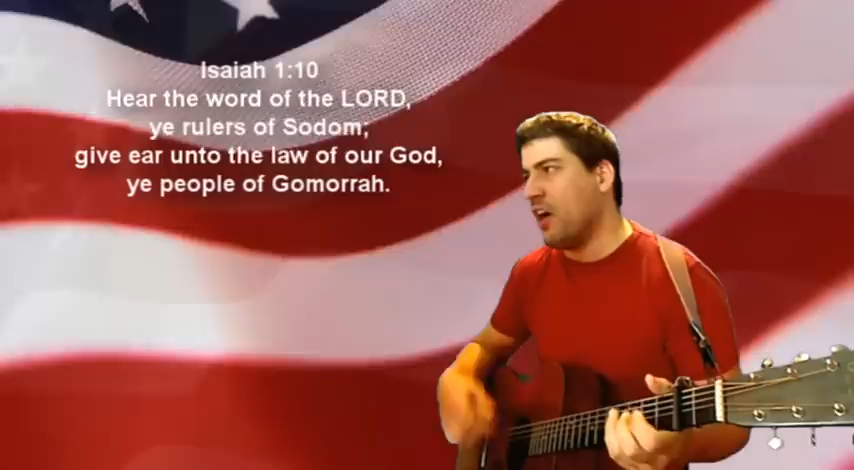 Isaiah 1:10
Hear the word of the LORD,
ye rulers of Sodom;
give ear unto the law of our God,
ye people of Gomorrah.